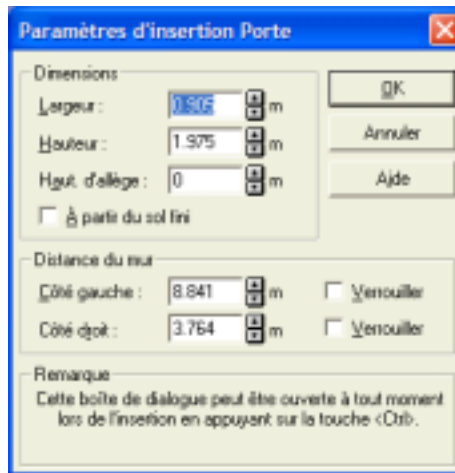 Paramètres d'insertion Porte
Dimensions
Largeur : 0.905 m
Hauteur : 1.975 m
Haut. d'allège : 0 m
À partir du sol fini
OK
Annuler
Aide
Distance du mur
Côté gauche : 8.841 m Verrouiller
Côté droit : 3.764 m Verrouiller
Remarque
Cette boîte de dialogue peut être ouverte à tout moment
lors de l'insertion en appuyant sur la touche <Ctrl>.